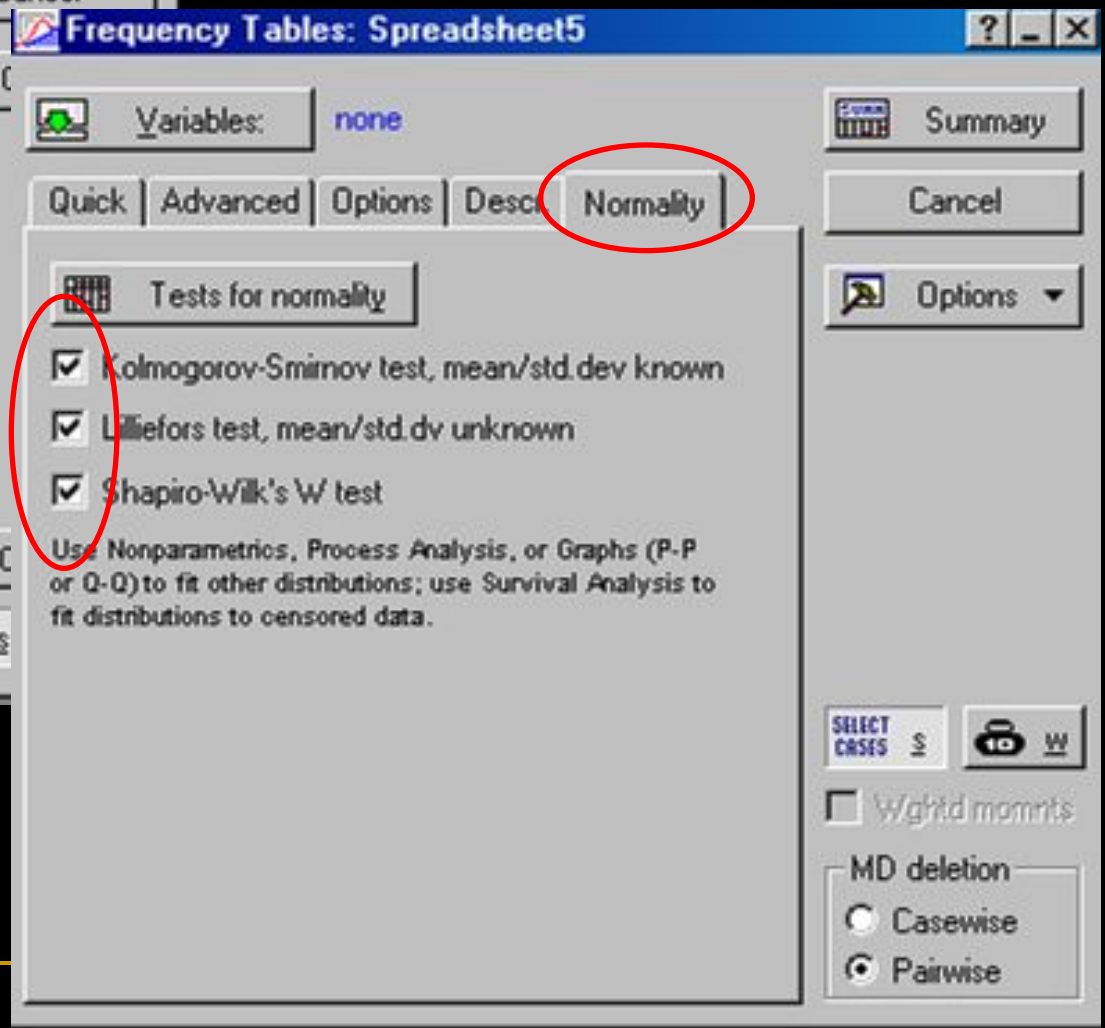 Frequency Tables: Spreadsheet5
Variables: none
Summary
Quick Advanced Options Descr. Normality
Cancel
Tests for normality
Options
Kolmogorov-Smirnov test, mean/std.dev known
Lilliefors test, mean/std.dv unknown
Shapiro-Wilk's W test
Use Nonparametrics, Process Analysis, or Graphs (P-P
or Q-Q) to fit other distributions; use Survival Analysis to
fit distributions to censored data.
SELECT
CASES S
10 W
Wghtd momnts
MD deletion
Casewise
Pairwise